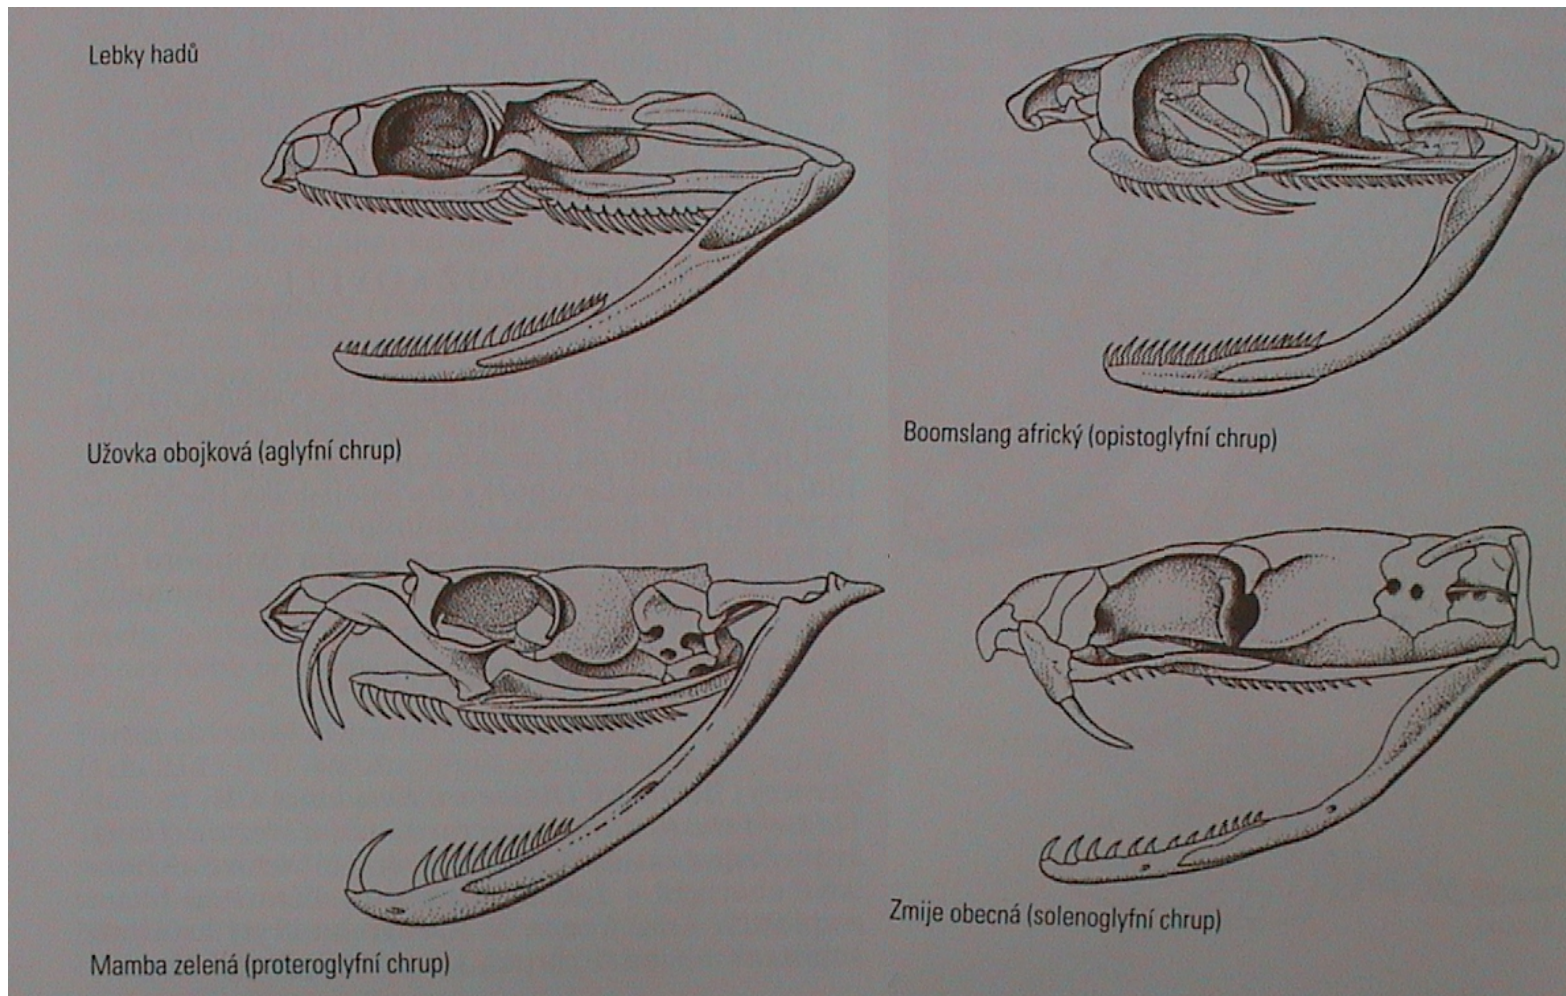 Lebky hadů
Užovka obojková (aglyfní chrup)
Boomslang africký (opistoglyfní chrup)
Mamba zelená (proteroglyfní chrup)
Zmije obecná (solenoglyfní chrup)